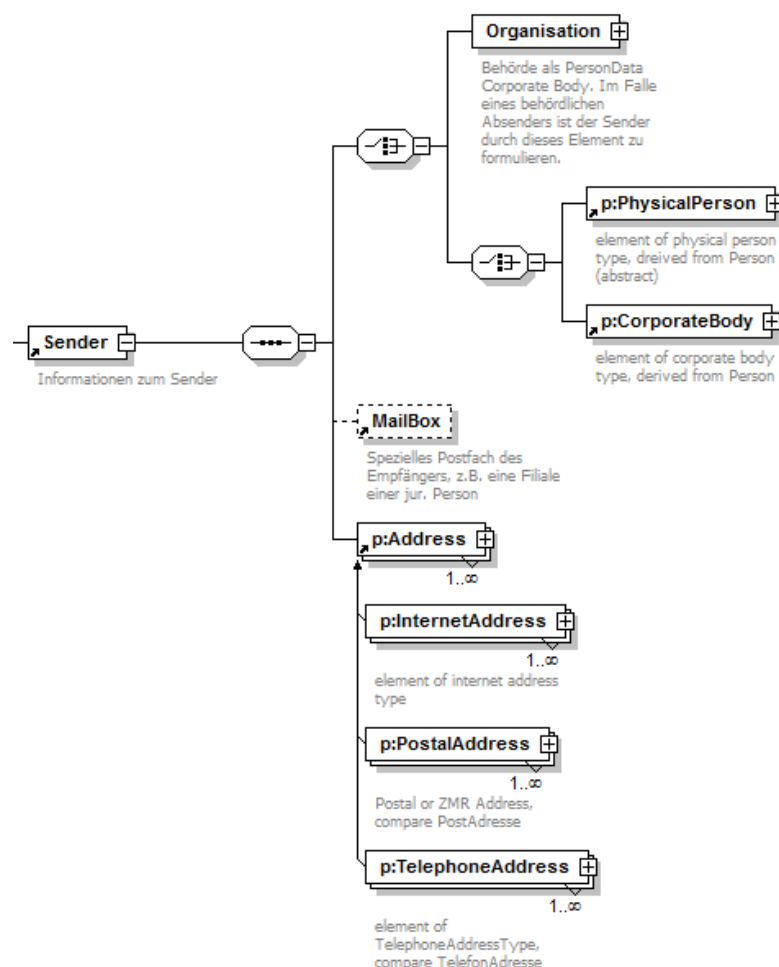 Organisation
Behörde als PersonData
Corporate Body. Im Falle
eines behördlichen
Absenders ist der Sender
durch dieses Element zu
formulieren.
p:PhysicalPerson
element of physical person
type, dreived from Person
(abstract)
p:CorporateBody
element of corporate body
type, derived from Person
Sender
Informationen zum Sender
MailBox
Spezielles Postfach des
Empfängers, z.B. eine Filiale
einer jur. Person
p:Address
1..∞
p:InternetAddress
1..∞
element of internet address
type
p:PostalAddress
1..∞
Postal or ZMR Address,
compare PostAdresse
p:TelephoneAddress
1..∞
element of
TelephoneAddressType,
compare TelefonAdresse